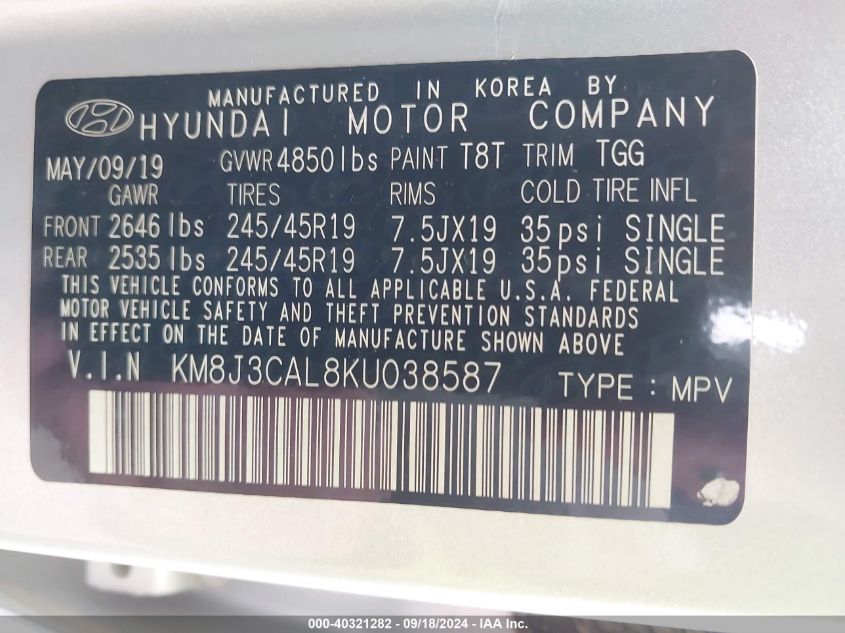 MANUFACTURED IN KOREA BY
HYUNDAI MOTOR COMPANY
MAY/09/19 GVWR 4850 lbs PAINT T8T TRIM TGG
GAWR TIRES RIMS COLD TIRE INFL
FRONT 2646 lbs 245/45R19 7.5JX19 35psi SINGLE
REAR 2535 lbs 245/45R19 7.5JX19 35psi SINGLE
THIS VEHICLE CONFORMS TO ALL APPLICABLE U.S.A. FEDERAL
MOTOR VEHICLE SAFETY AND THEFT PREVENTION STANDARDS
IN EFFECT ON THE DATE OF MANUFACTURE SHOWN ABOVE
V.I.N KM8J3CAL8KU038587 TYPE : MPV
000-40321282 - 09/18/2024 - IAA Inc.